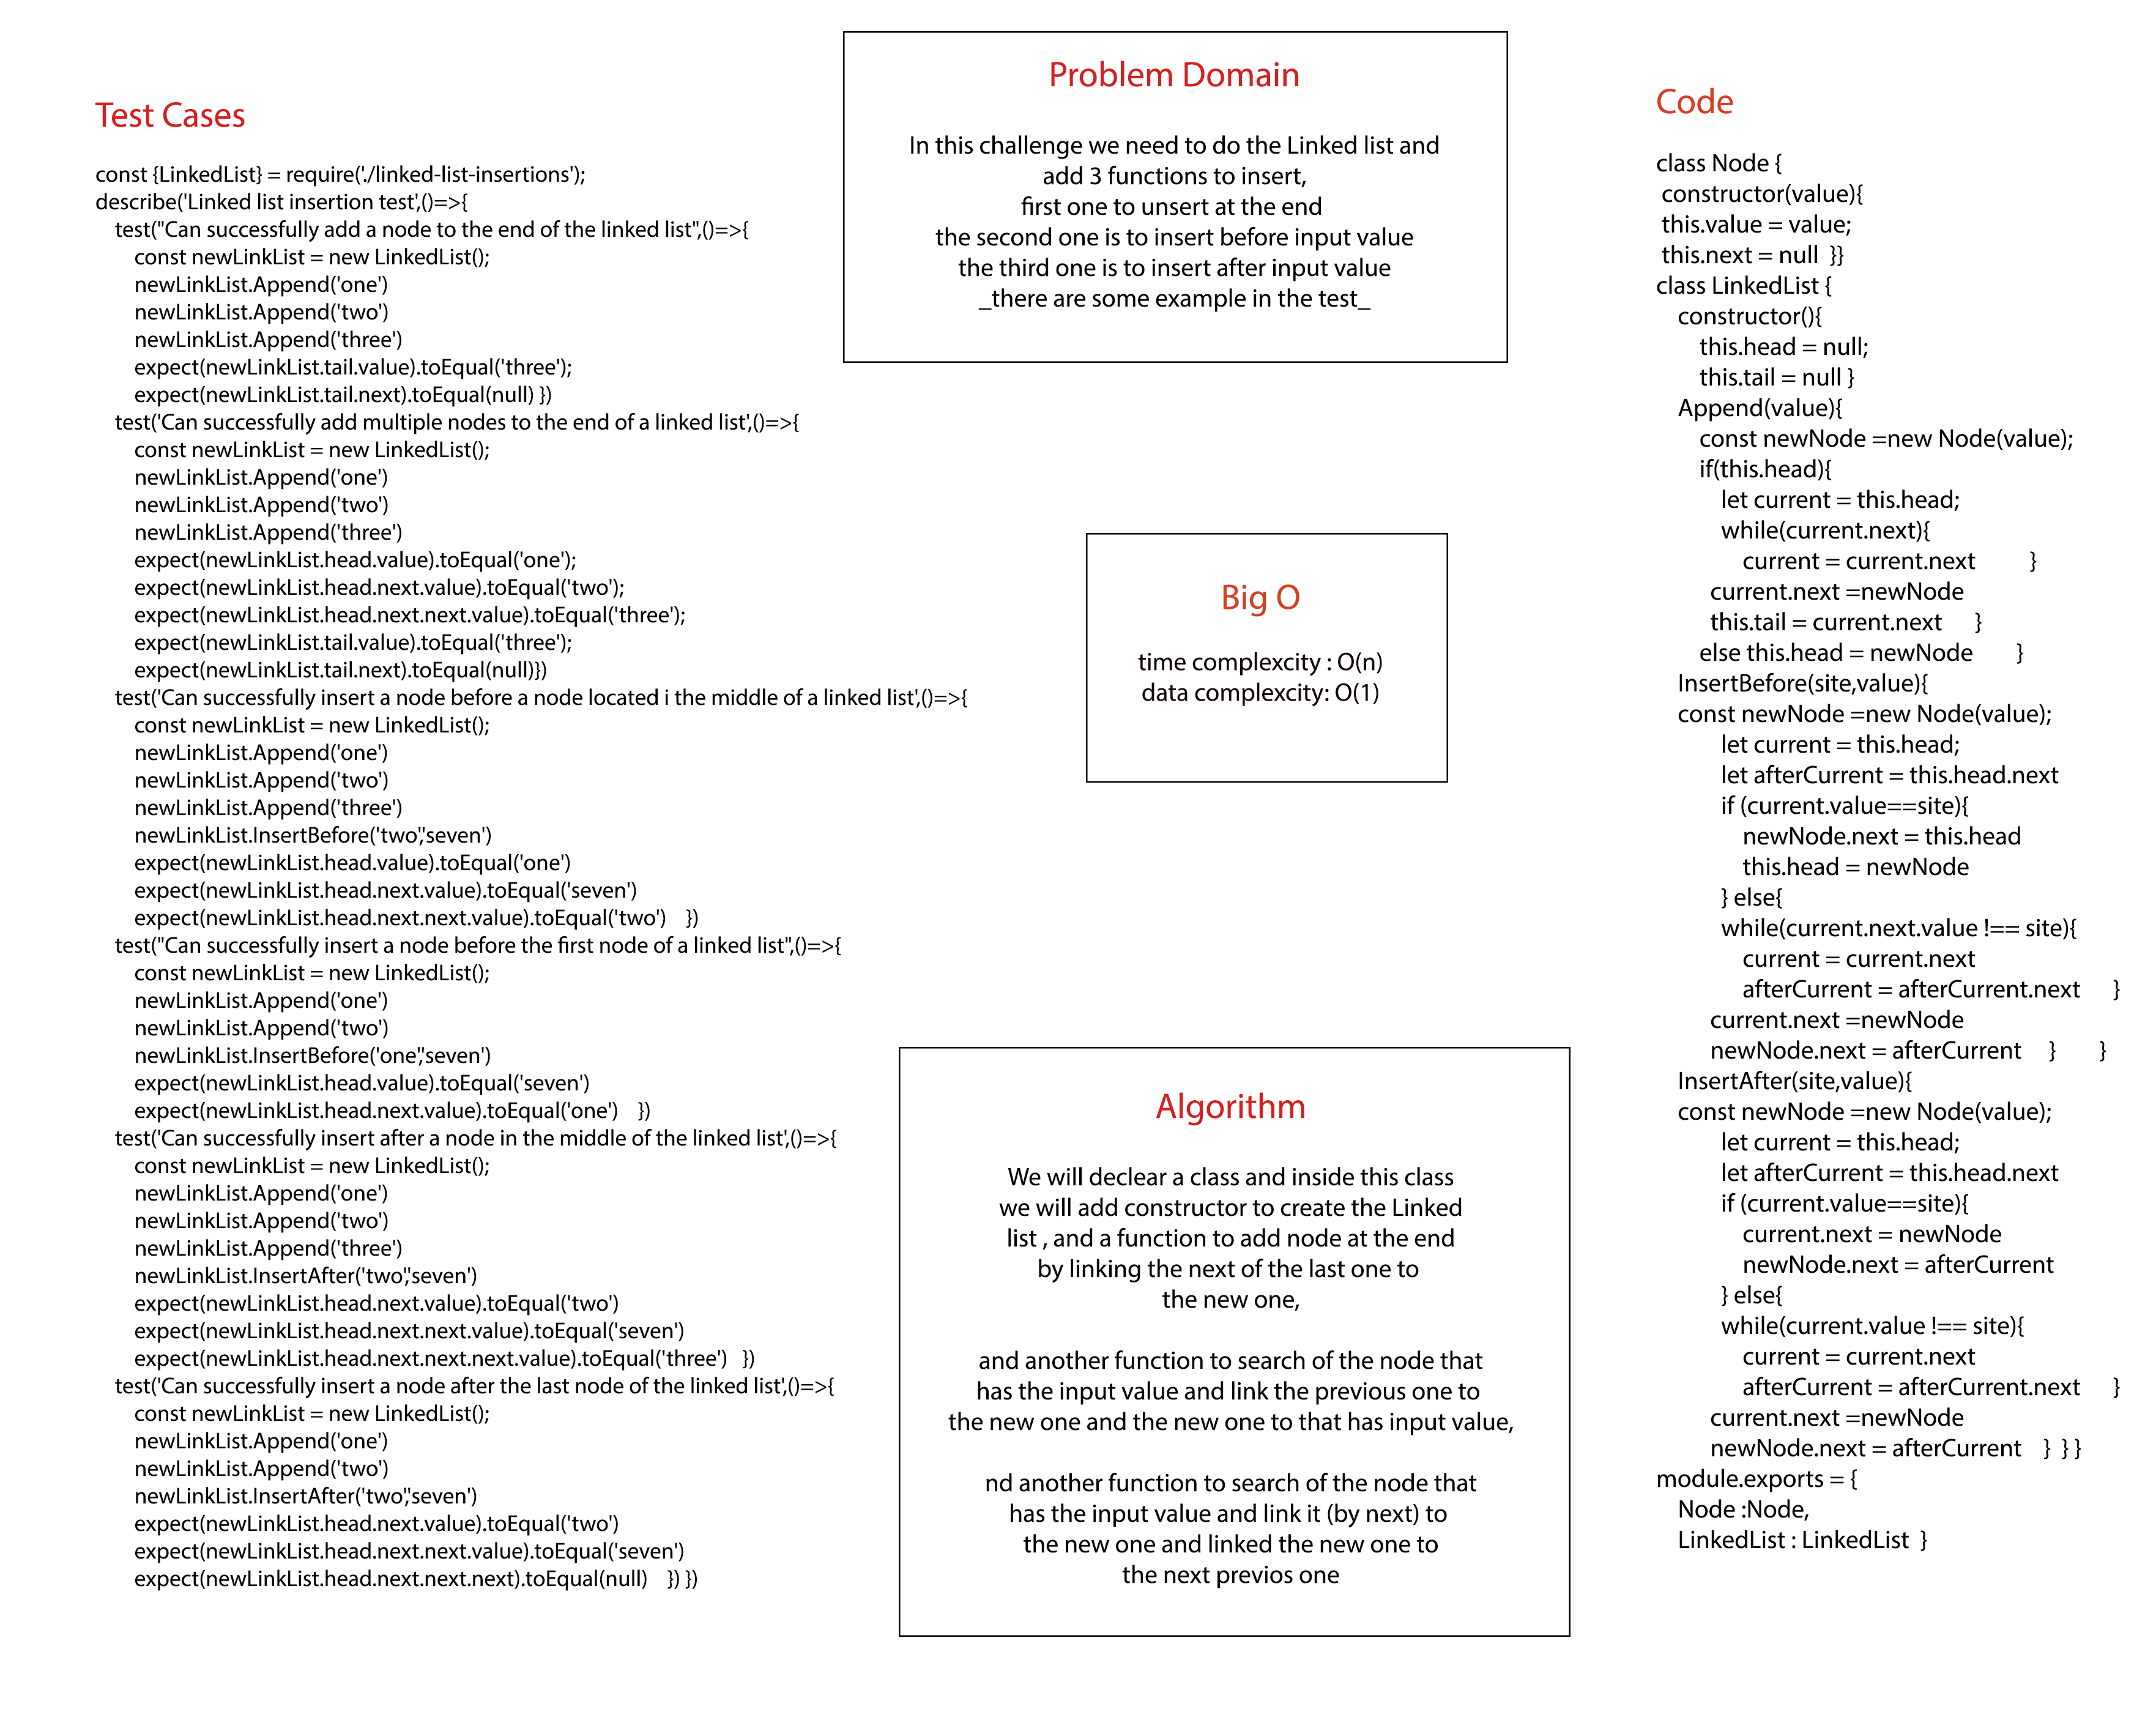 Test Cases
const {LinkedList} = require('./linked-list-insertions');
describe('Linked list insertion test',()=>{
test("Can successfully add a node to the end of the linked list",()=>{
const newLinkList = new LinkedList();
newLinkList.Append('one')
newLinkList.Append('two')
newLinkList.Append('three')
expect(newLinkList.tail.value).toEqual('three');
expect(newLinkList.tail.next).toEqual(null) })
test('Can successfully add multiple nodes to the end of a linked list',()=>{
const newLinkList = new LinkedList();
newLinkList.Append('one')
newLinkList.Append('two')
newLinkList.Append('three')
expect(newLinkList.head.value).toEqual('one');
expect(newLinkList.head.next.value).toEqual('two');
expect(newLinkList.head.next.next.value).toEqual('three');
expect(newLinkList.tail.value).toEqual('three');
expect(newLinkList.tail.next).toEqual(null)})
test('Can successfully insert a node before a node located i the middle of a linked list',()=>{
const newLinkList = new LinkedList();
newLinkList.Append('one')
newLinkList.Append('two')
newLinkList.Append('three')
newLinkList.InsertBefore('two','seven')
expect(newLinkList.head.value).toEqual('one')
expect(newLinkList.head.next.value).toEqual('seven')
expect(newLinkList.head.next.next.value).toEqual('two') })
test("Can successfully insert a node before the first node of a linked list",()=>{
const newLinkList = new LinkedList();
newLinkList.Append('one')
newLinkList.Append('two')
newLinkList.InsertBefore('one','seven')
expect(newLinkList.head.value).toEqual('seven')
expect(newLinkList.head.next.value).toEqual('one') })
test('Can successfully insert after a node in the middle of the linked list',()=>{
const newLinkList = new LinkedList();
newLinkList.Append('one')
newLinkList.Append('two')
newLinkList.Append('three')
newLinkList.InsertAfter('two','seven')
expect(newLinkList.head.next.value).toEqual('two')
expect(newLinkList.head.next.next.value).toEqual('seven')
expect(newLinkList.head.next.next.next.value).toEqual('three') })
test('Can successfully insert a node after the last node of the linked list',()=>{
const newLinkList = new LinkedList();
newLinkList.Append('one')
newLinkList.Append('two')
newLinkList.InsertAfter('two','seven')
expect(newLinkList.head.next.value).toEqual('two')
expect(newLinkList.head.next.next.value).toEqual('seven')
expect(newLinkList.head.next.next.next).toEqual(null) }) })
Problem Domain
In this challenge we need to do the Linked list and
add 3 functions to insert,
first one to unsert at the end
the second one is to insert before input value
the third one is to insert after input value
_there are some example in the test_
Big O
time complexcity : O(n)
data complexcity: O(1)
Algorithm
We will declear a class and inside this class
we will add constructor to create the Linked
list , and a function to add node at the end
by linking the next of the last one to
the new one,
and another function to search of the node that
has the input value and link the previous one to
the new one and the new one to that has input value,
nd another function to search of the node that
has the input value and link it (by next) to
the new one and linked the new one to
the next previos one
Code
class Node {
constructor(value){
this.value = value;
this.next = null }}
class LinkedList {
constructor(){
this.head = null;
this.tail = null }
Append(value){
const newNode =new Node(value);
if(this.head){
let current = this.head;
while(current.next){
current = current.next }
current.next =newNode
this.tail = current.next }
else this.head = newNode }
InsertBefore(site,value){
const newNode =new Node(value);
let current = this.head;
let afterCurrent = this.head.next
if (current.value==site){
newNode.next = this.head
this.head = newNode
} else{
while(current.next.value !== site){
current = current.next
afterCurrent = afterCurrent.next }
current.next =newNode
newNode.next = afterCurrent } }
InsertAfter(site,value){
const newNode =new Node(value);
let current = this.head;
let afterCurrent = this.head.next
if (current.value==site){
current.next = newNode
newNode.next = afterCurrent
} else{
while(current.value !== site){
current = current.next
afterCurrent = afterCurrent.next }
current.next =newNode
newNode.next = afterCurrent } } }
module.exports = {
Node :Node,
LinkedList : LinkedList }